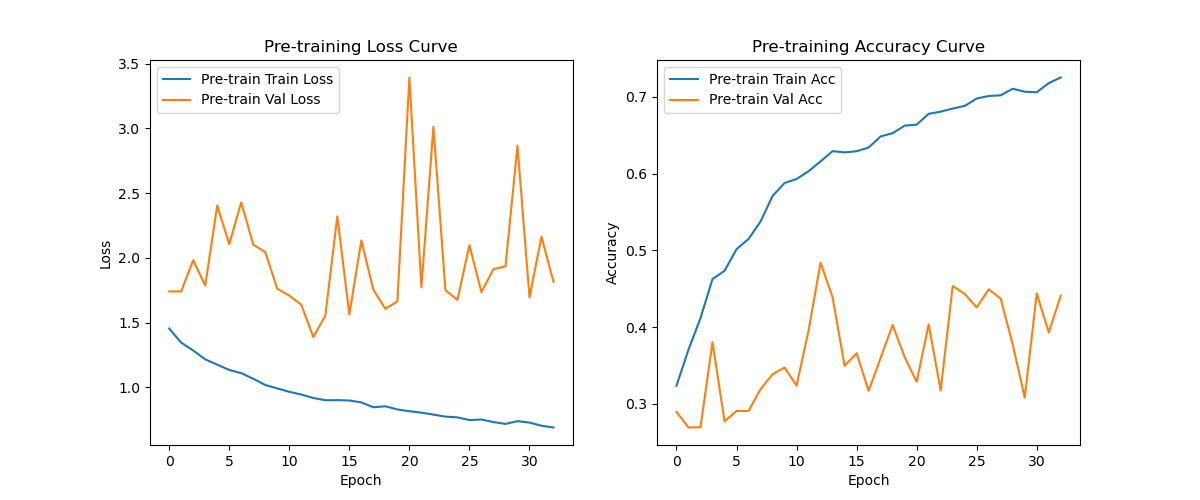 Pre-training Loss Curve
Pre-train Train Loss
Pre-train Val Loss
3.5
3.0
2.5
2.0
1.5
1.0
Loss
0
5
10
15
20
25
30
Epoch
Pre-training Accuracy Curve
Pre-train Train Acc
Pre-train Val Acc
0.7
0.6
0.5
0.4
0.3
Accuracy
0
5
10
15
20
25
30
Epoch